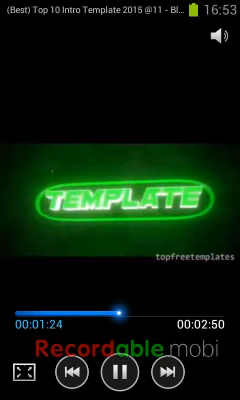 (Best) Top 10 Intro Template 2015 @11 - Bl...
16:53
TEMPLATE
topfreetemplates
00:01:24
00:02:50
Recordable.mobi